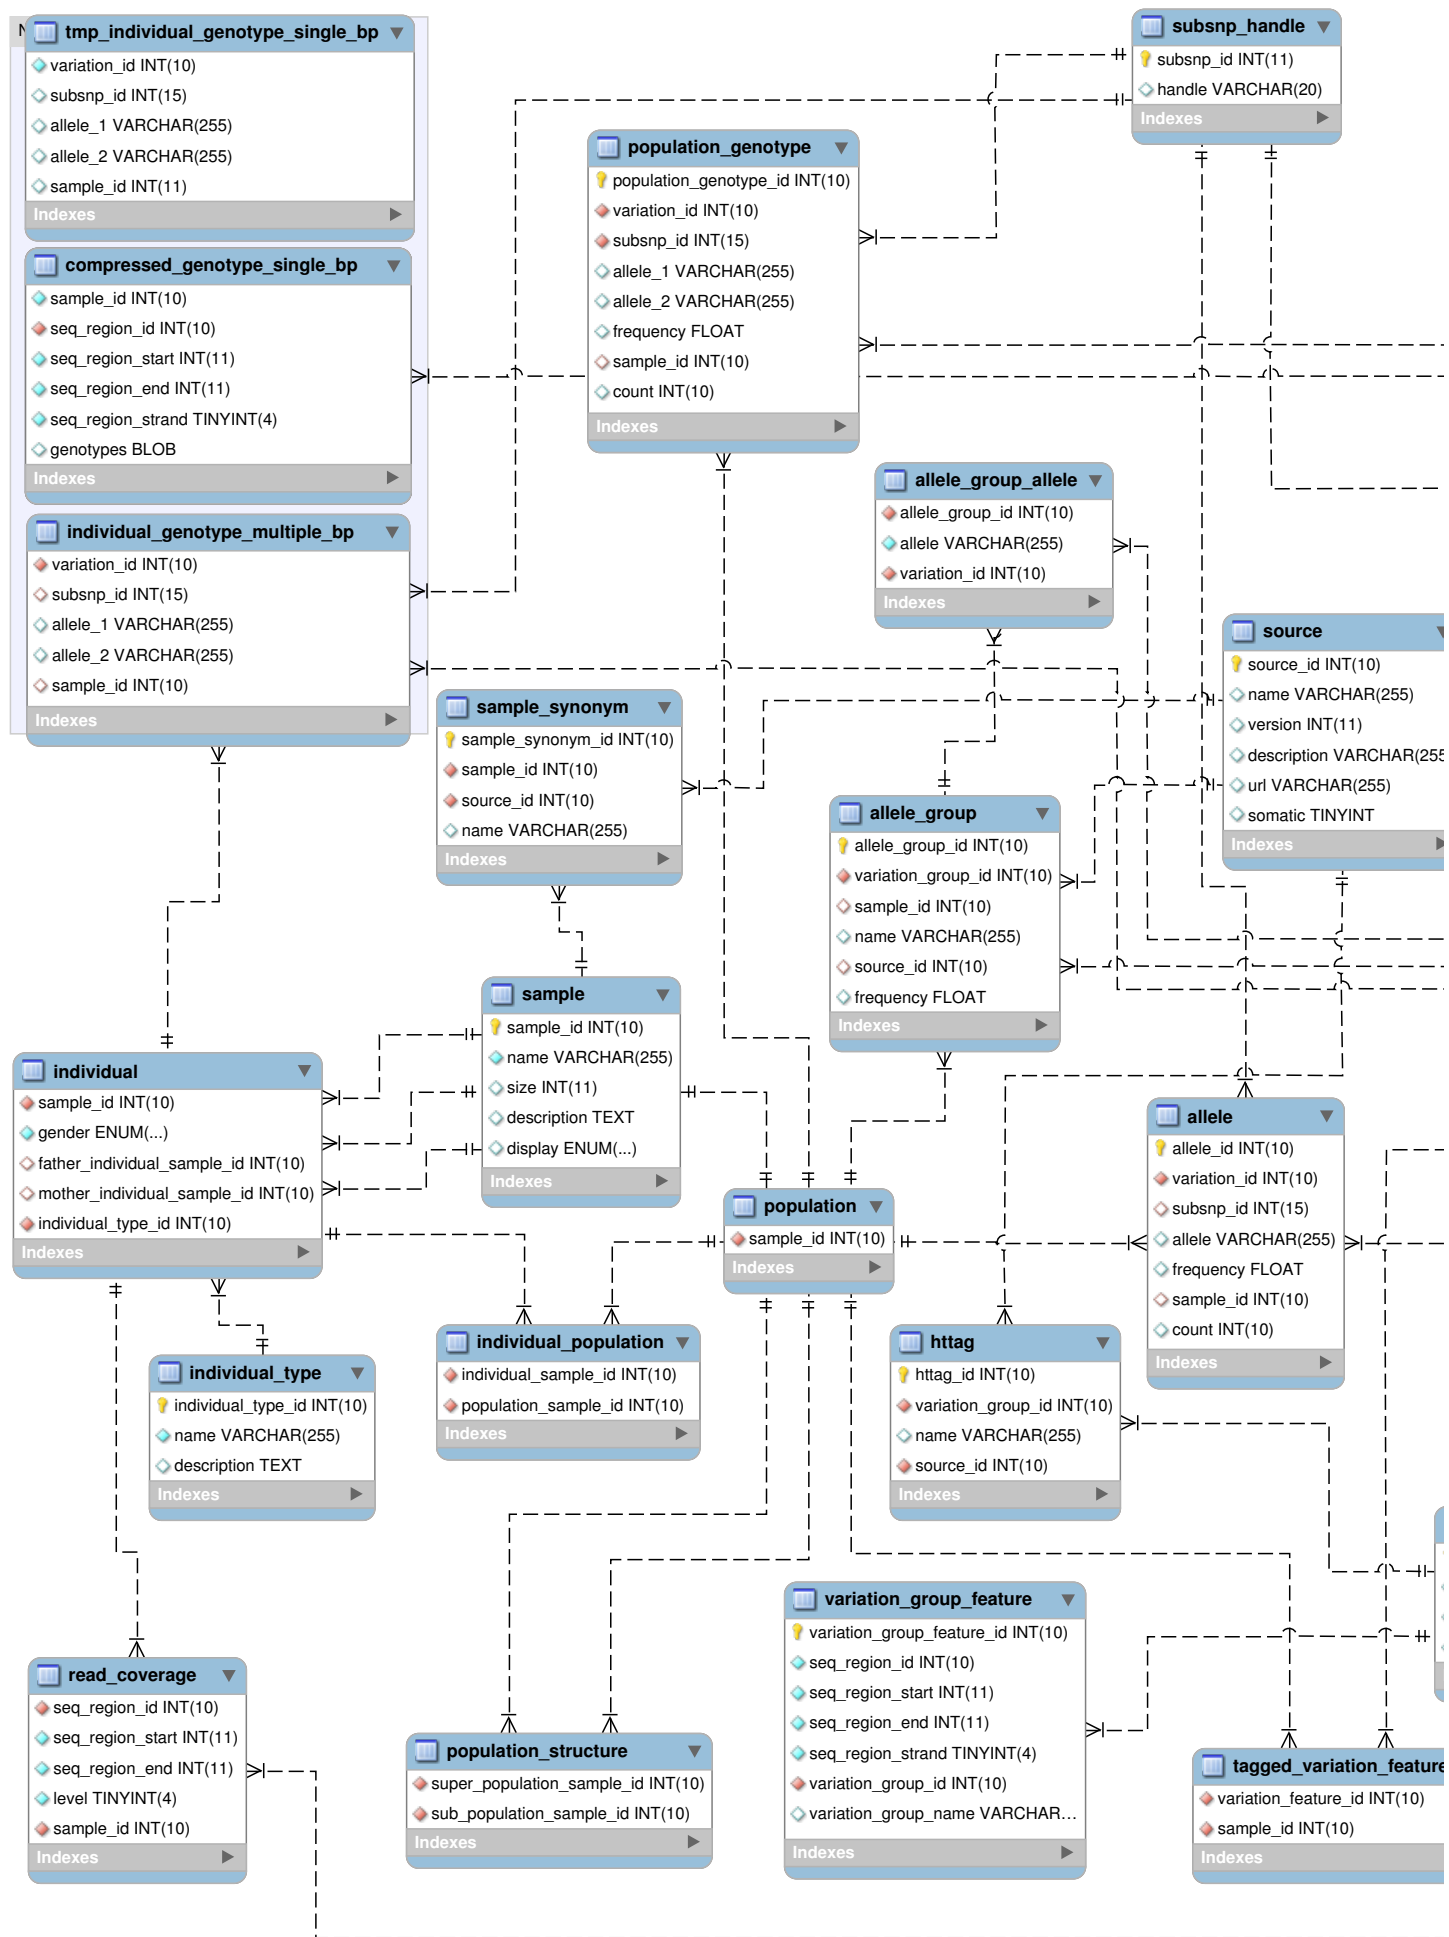 N
tmp_individual_genotype_single_bp
variation_id INT(10)
subsnp_id INT(15)
allele_1 VARCHAR(255)
allele_2 VARCHAR(255)
sample_id INT(11)
Indexes
compressed_genotype_single_bp
sample_id INT(10)
seq_region_id INT(10)
seq_region_start INT(11)
seq_region_end INT(11)
seq_region_strand TINYINT(4)
genotypes BLOB
Indexes
individual_genotype_multiple_bp
variation_id INT(10)
subsnp_id INT(15)
allele_1 VARCHAR(255)
allele_2 VARCHAR(255)
sample_id INT(10)
Indexes
population_genotype
population_genotype_id INT(10)
variation_id INT(10)
subsnp_id INT(15)
allele_1 VARCHAR(255)
allele_2 VARCHAR(255)
frequency FLOAT
sample_id INT(10)
count INT(10)
Indexes
subsnp_handle
subsnp_id INT(11)
handle VARCHAR(20)
Indexes
allele_group_allele
allele_group_id INT(10)
allele VARCHAR(255)
variation_id INT(10)
Indexes
source
source_id INT(10)
name VARCHAR(255)
version INT(11)
description VARCHAR(255
url VARCHAR(255)
somatic TINYINT
Indexes
sample_synonym
sample_synonym_id INT(10)
sample_id INT(10)
source_id INT(10)
name VARCHAR(255)
Indexes
allele_group
allele_group_id INT(10)
variation_group_id INT(10)
sample_id INT(10)
name VARCHAR(255)
source_id INT(10)
frequency FLOAT
Indexes
sample
sample_id INT(10)
name VARCHAR(255)
size INT(11)
description TEXT
display ENUM(...)
Indexes
individual
sample_id INT(10)
gender ENUM(...)
father_individual_sample_id INT(10)
mother_individual_sample_id INT(10)
individual_type_id INT(10)
Indexes
population
sample_id INT(10)
Indexes
allele
allele_id INT(10)
variation_id INT(10)
subsnp_id INT(15)
allele VARCHAR(255)
frequency FLOAT
sample_id INT(10)
count INT(10)
Indexes
individual_type
individual_type_id INT(10)
name VARCHAR(255)
description TEXT
Indexes
individual_population
individual_sample_id INT(10)
population_sample_id INT(10)
Indexes
httag
httag_id INT(10)
variation_group_id INT(10)
name VARCHAR(255)
source_id INT(10)
Indexes
read_coverage
seq_region_id INT(10)
seq_region_start INT(11)
seq_region_end INT(11)
level TINYINT(4)
sample_id INT(10)
Indexes
population_structure
super_population_sample_id INT(10)
sub_population_sample_id INT(10)
Indexes
variation_group_feature
variation_group_feature_id INT(10)
seq_region_id INT(10)
seq_region_start INT(11)
seq_region_end INT(11)
seq_region_strand TINYINT(4)
variation_group_id INT(10)
variation_group_name VARCHAR...
Indexes
tagged_variation_feature
variation_feature_id INT(10)
sample_id INT(10)
Indexes